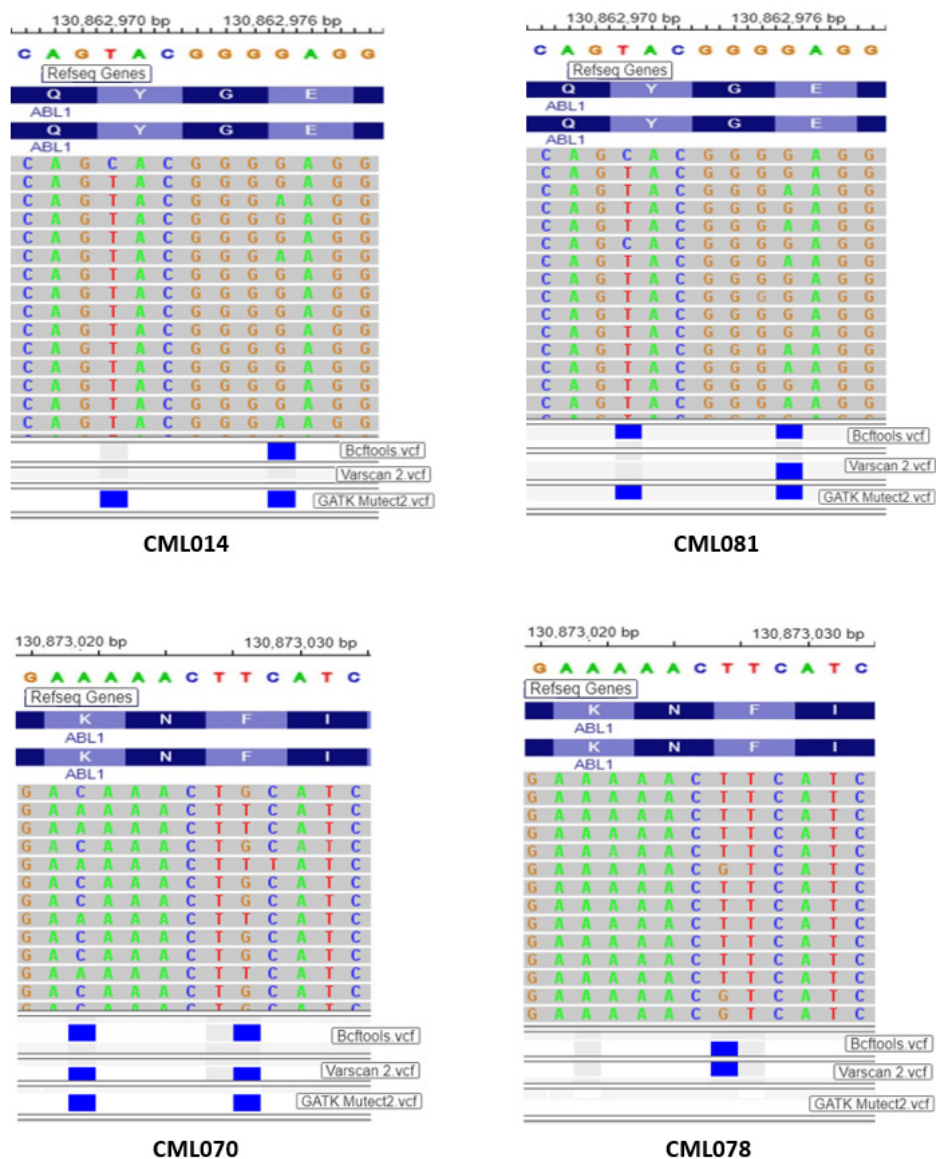 130,862,970 bp 130,862,976 bp
C A G T A C G G G G A G G
Refseq Genes
Q Y G E
ABL1
Q Y G E
ABL1
C A G C A C G G G G A G G
C A G T A C G G G G A G G
C A G T A C G G G A A G G
C A G T A C G G G G A G G
C A G T A C G G G G A G G
C A G T A C G G G A A G G
C A G T A C G G G G A G G
C A G T A C G G G G A G G
C A G T A C G G G G A G G
C A G T A C G G G G A G G
C A G T A C G G G G A G G
C A G T A C G G G G A G G
C A G T A C G G G G A G G
C A G T A C G G G G A G G
C A G T A C G G G A A G G
Bcftools.vcf
Varscan 2.vcf
GATK Mutect2.vcf
CML014
130,862,970 bp 130,862,976 bp
C A G T A C G G G G A G G
Refseq Genes
Q Y G E
ABL1
Q Y G E
ABL1
C A G C A C G G G G A G G
C A G T A C G G G G A G G
C A G T A C G G G A A G G
C A G T A C G G G G A G G
C A G T A C G G G A A G G
C A G C A C G G G G A G G
C A G T A C G G G A A G G
C A G T A C G G G G A G G
C A G T A C G G G G A G G
C A G T A C G G G G A G G
C A G T A C G G G G A G G
C A G T A C G G G A A G G
C A G T A C G G G A A G G
C A G T A C G G G G A G G
C A G T A C G G G A A G G
Bcftools.vcf
Varscan 2.vcf
GATK Mutect2.vcf
CML081
130,873,020 bp 130,873,030 bp
G A A A A A C T T C A T C
Refseq Genes
K N F I
ABL1
K N F I
ABL1
G A C A A A C T G C A T C
G A A A A A C T T C A T C
G A A A A A C T T C A T C
G A C A A A C T G C A T C
G A A A A A C T T T A T C
G A C A A A C T G C A T C
G A C A A A C T G C A T C
G A A A A A C T T C A T C
G A C A A A C T G C A T C
G A C A A A C T G C A T C
G A A A A A C T T C A T C
G A C A A A C T G C A T C
G A C A A A C T G C A T C
Bcftools.vcf
Varscan 2.vcf
GATK Mutect2.vcf
CML070
130,873,020 bp 130,873,030 bp
G A A A A A C T T C A T C
Refseq Genes
K N F I
ABL1
K N F I
ABL1
G A A A A A C T T C A T C
G A A A A A C T T C A T C
G A A A A A C T T C A T C
G A A A A A C T T C A T C
G A A A A A C T T C A T C
G A A A A A C G T C A T C
G A A A A A C T T C A T C
G A A A A A C T T C A T C
G A A A A A C T T C A T C
G A A A A A C T T C A T C
G A A A A A C T T C A T C
G A A A A A C T T C A T C
G A A A A A C G T C A T C
G A A A A A C G T C A T C
Bcftools.vcf
Varscan 2.vcf
GATK Mutect2.vcf
CML078